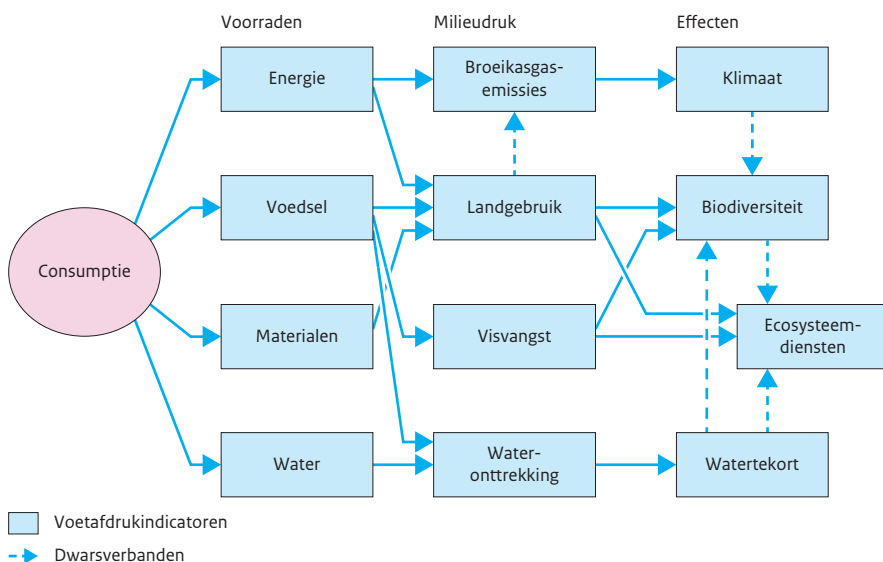 Voorraden
Milieudruk
Effecten
Energie
Broeikasgas-
emissies
Klimaat
Voedsel
Landgebruik
Biodiversiteit
Consumptie
Materialen
Visvangst
Ecosysteem-
diensten
Water
Water-
onttrekking
Watertekort
Voetafdrukindicatoren
Dwarsverbanden